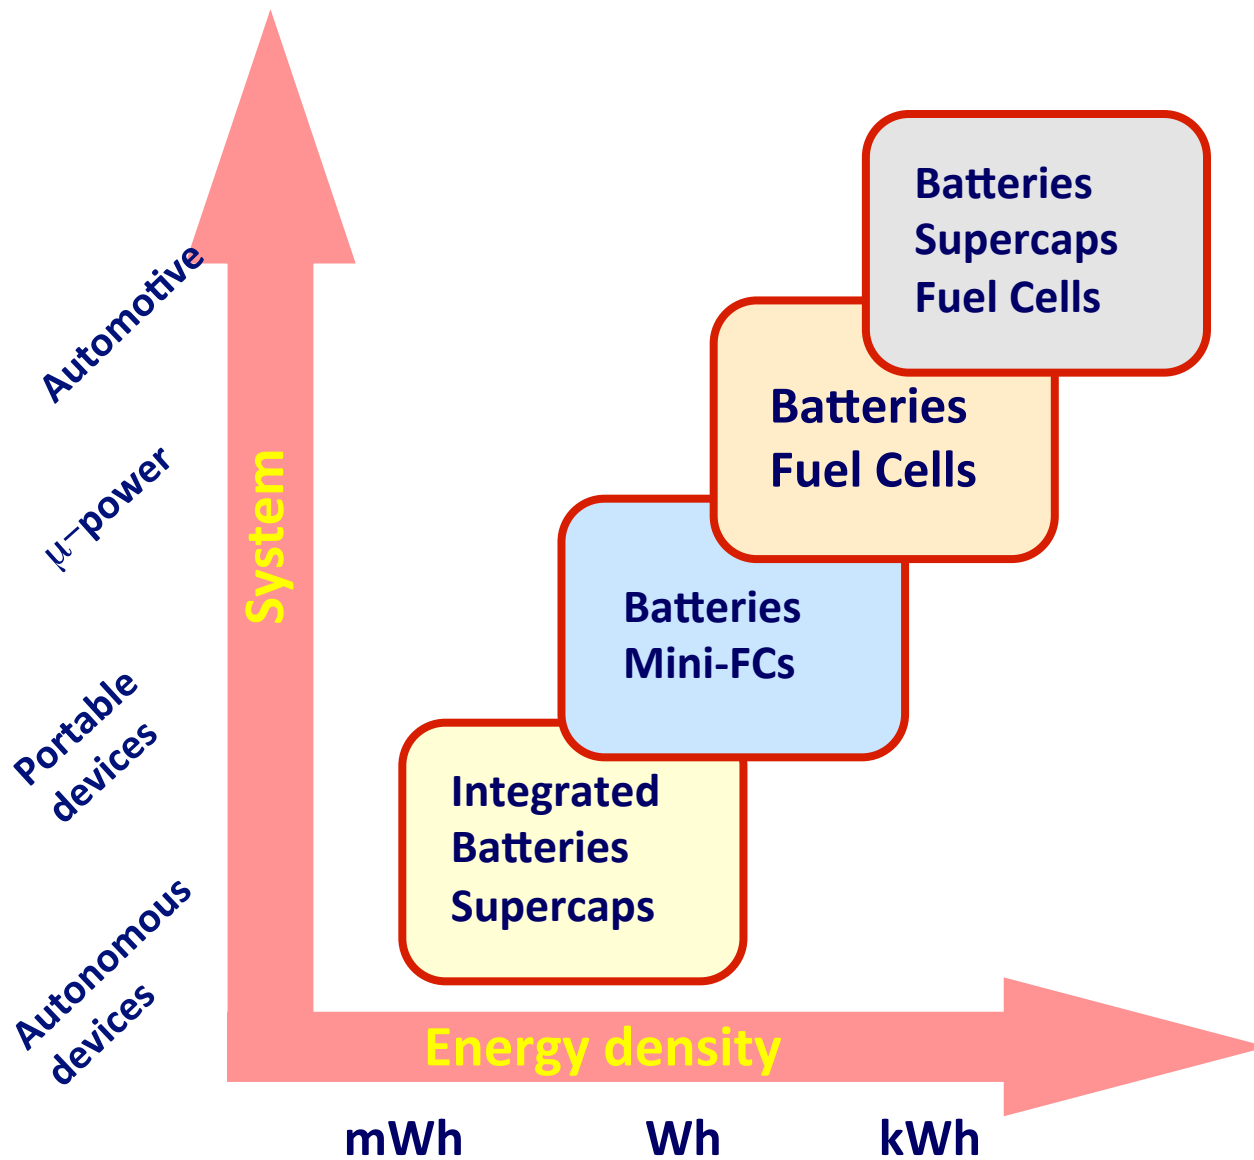 Automotive
μ–power
Portable
devices
Autonomous
devices
System
Batteries
Supercaps
Fuel Cells
Batteries
Fuel Cells
Batteries
Mini-FCs
Integrated
Batteries
Supercaps
Energy density
mWh
Wh
kWh